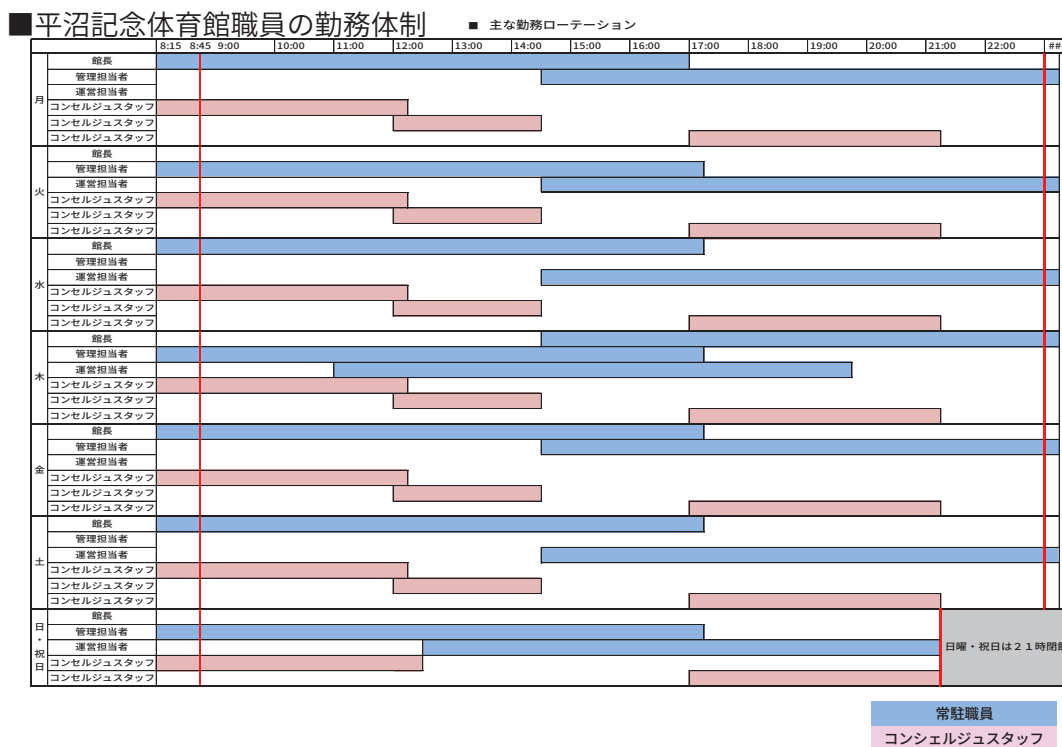 ■平沼記念体育館職員の勤務体制 ■ 主な勤務ローテーション
8:15 8:45 9:00 10:00 11:00 12:00 13:00 14:00 15:00 16:00 17:00 18:00 19:00 20:00 21:00 22:00 ##
月
館長
管理担当者
運営担当者
コンセルジュスタッフ
コンセルジュスタッフ
コンセルジュスタッフ
火
館長
管理担当者
運営担当者
コンセルジュスタッフ
コンセルジュスタッフ
コンセルジュスタッフ
水
館長
管理担当者
運営担当者
コンセルジュスタッフ
コンセルジュスタッフ
コンセルジュスタッフ
木
館長
管理担当者
運営担当者
コンセルジュスタッフ
コンセルジュスタッフ
コンセルジュスタッフ
金
館長
管理担当者
運営担当者
コンセルジュスタッフ
コンセルジュスタッフ
コンセルジュスタッフ
土
館長
管理担当者
運営担当者
コンセルジュスタッフ
コンセルジュスタッフ
コンセルジュスタッフ
日・祝日
館長
管理担当者
運営担当者 日曜・祝日は２１時閉館
コンセルジュスタッフ
コンセルジュスタッフ
常駐職員
コンシェルジュスタッフ